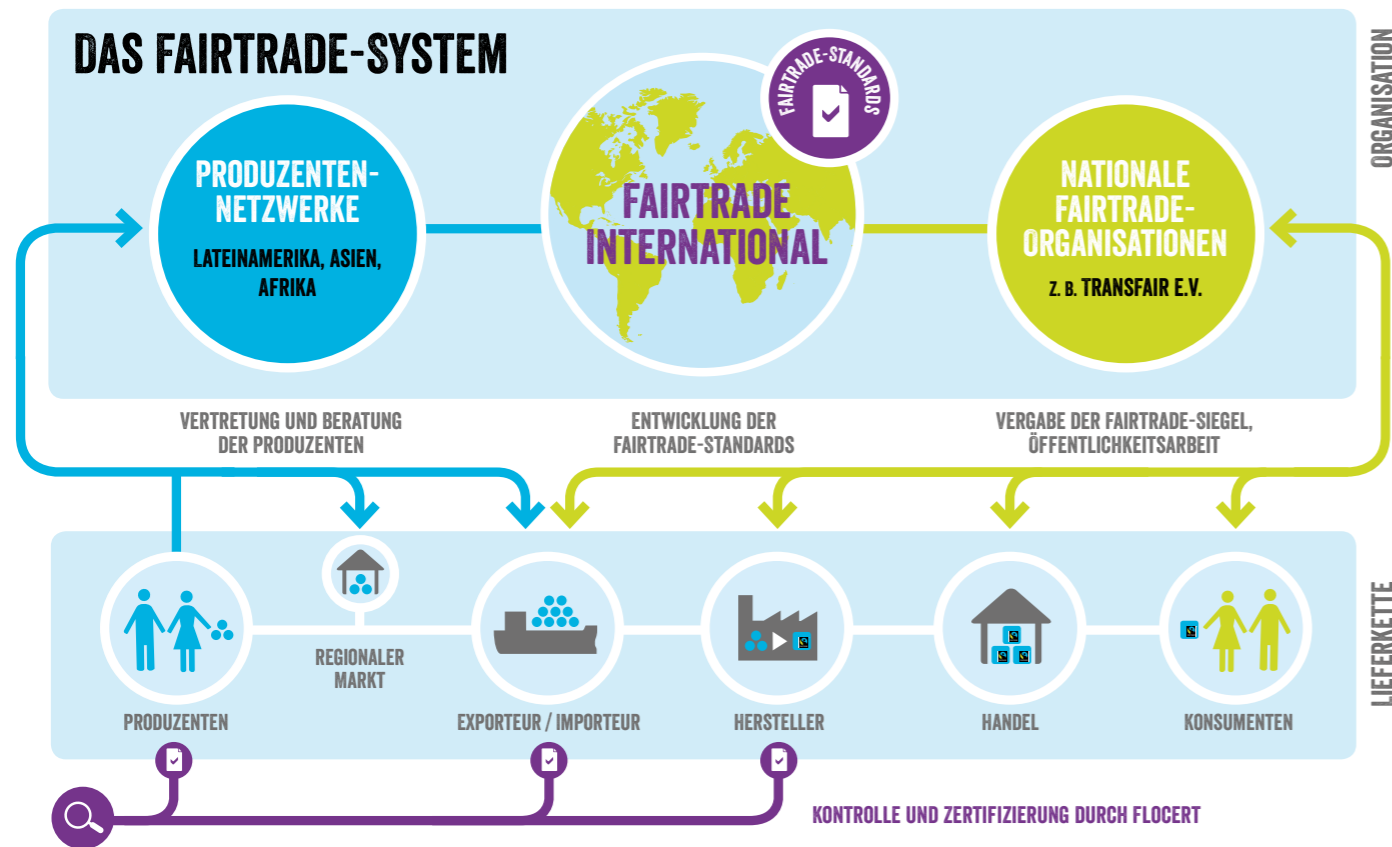 DAS FAIRTRADE-SYSTEM
FAIRTRADE-STANDARDS
ORGANISATION
PRODUZENTEN-
NETZWERKE
LATEINAMERIKA, ASIEN,
AFRIKA
FAIRTRADE
INTERNATIONAL
NATIONALE
FAIRTRADE-
ORGANISATIONEN
Z. B. TRANSFAIR E.V.
VERTRETUNG UND BERATUNG
DER PRODUZENTEN
ENTWICKLUNG DER
FAIRTRADE-STANDARDS
VERGABE DER FAIRTRADE-SIEGEL,
ÖFFENTLICHKEITSARBEIT
LIEFERKETTE
PRODUZENTEN
REGIONALER
MARKT
EXPORTEUR / IMPORTEUR
HERSTELLER
HANDEL
KONSUMENTEN
KONTROLLE UND ZERTIFIZIERUNG DURCH FLOCERT